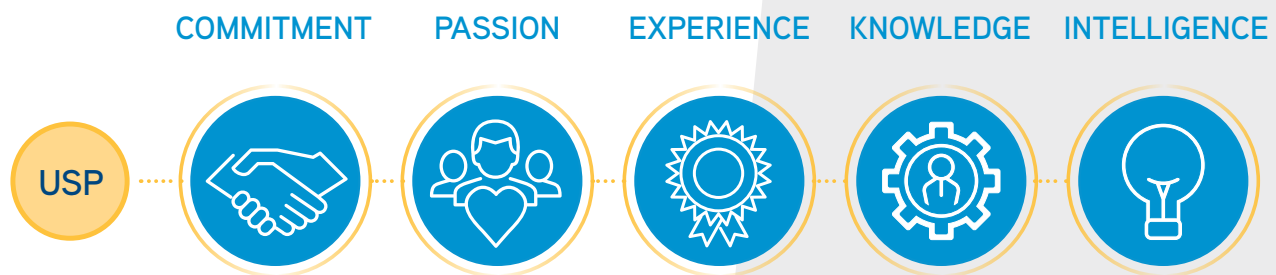 COMMITMENT PASSION EXPERIENCE KNOWLEDGE INTELLIGENCE
USP